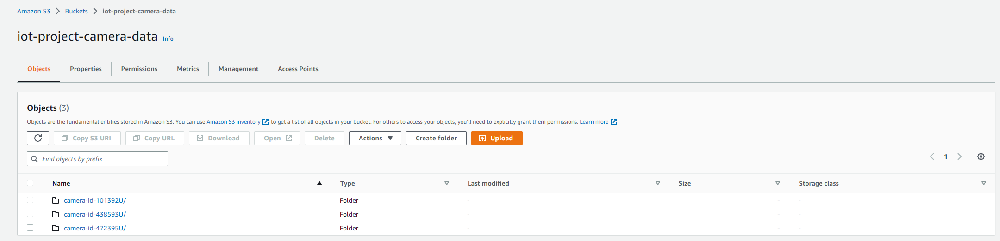 Amazon S3 > Buckets > iot-project-camera-data
iot-project-camera-data Info
Objects Properties Permissions Metrics Management Access Points
Objects (3)
Objects are the fundamental entities stored in Amazon S3. You can use Amazon S3 inventory to get a list of all objects in your bucket. For others to access your objects, you’ll need to explicitly grant them permissions. Learn more
Copy S3 URI Copy URL Download Open Delete Actions Create folder Upload
Find objects by prefix 1
Name Type Last modified Size Storage class
camera-id-101392U/ Folder - - -
camera-id-438593U/ Folder - - -
camera-id-472395U/ Folder - - -